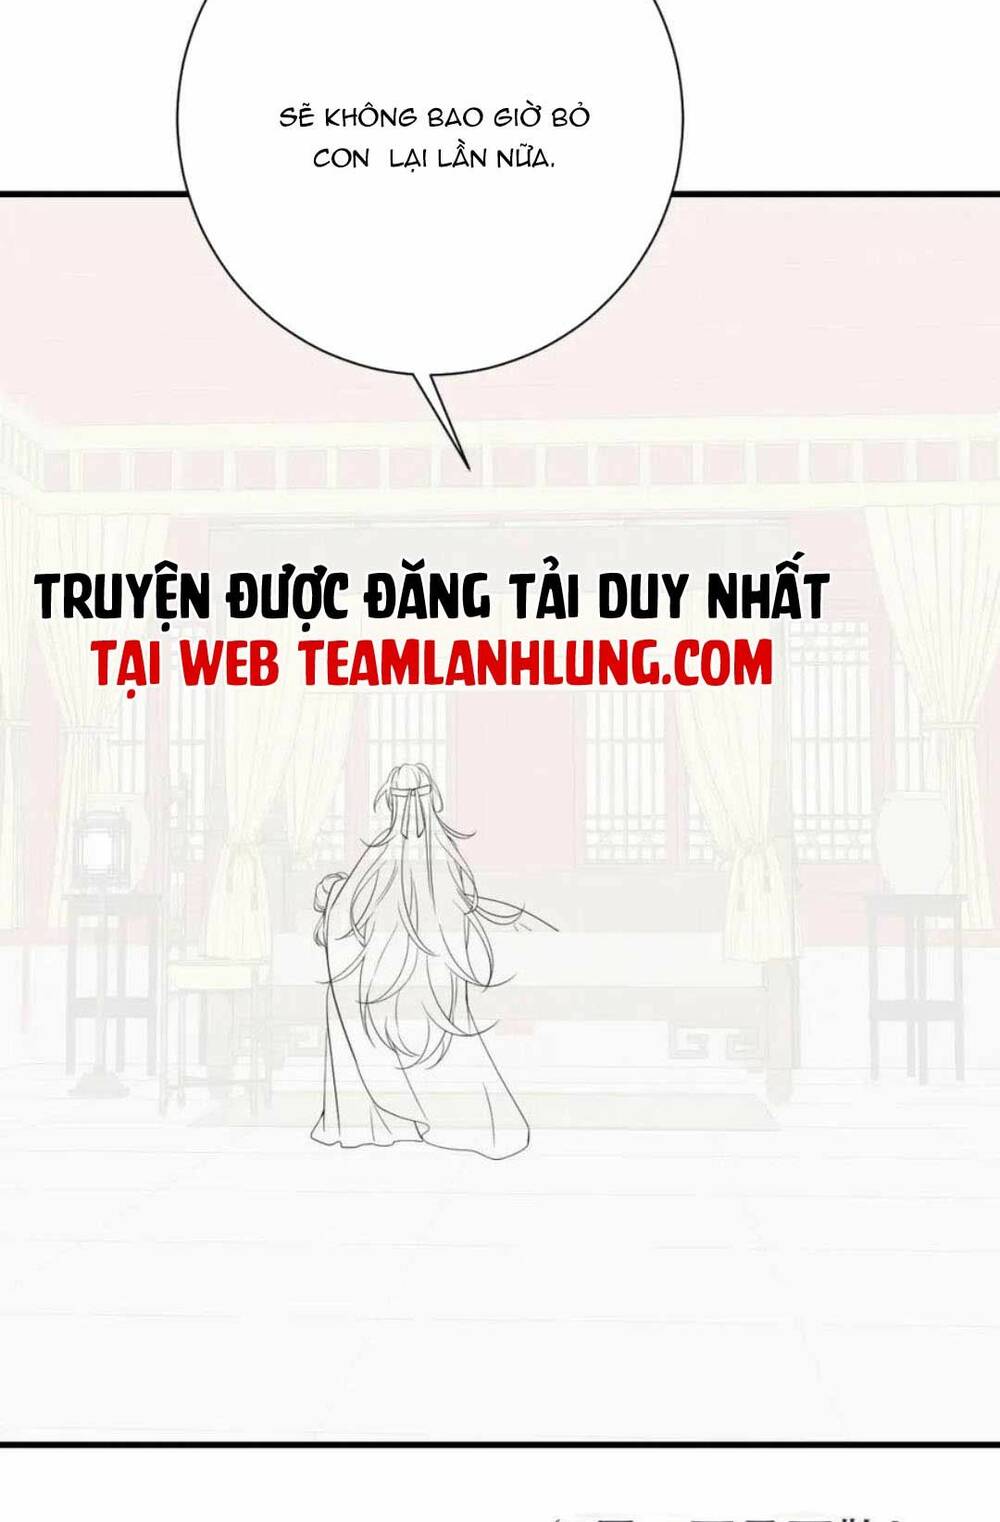 SẼ KHÔNG BAO GIỜ BỎ
CON LẠI LẦN NỮA.
TRUYỆN ĐƯỢC ĐĂNG TẢI DUY NHẤT
TẠI WEB TEAMLANHLUNG.COM